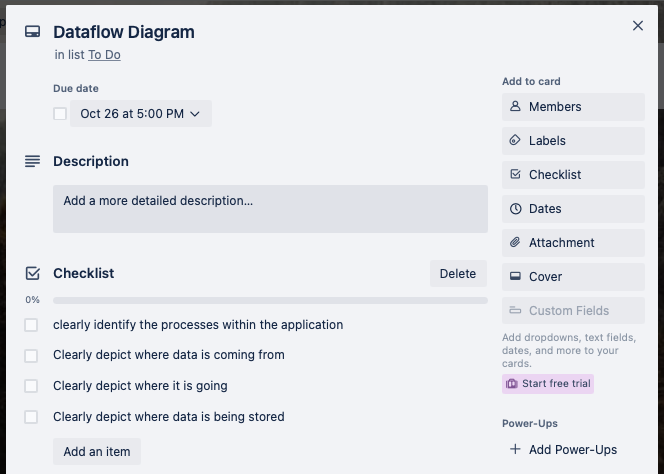 Dataflow Diagram
in list To Do
Due date
Oct 26 at 5:00 PM
Description
Add a more detailed description...
Checklist
Delete
0%
clearly identify the processes within the application
Clearly depict where data is coming from
Clearly depict where it is going
Clearly depict where data is being stored
Add an item
Add to card
Members
Labels
Checklist
Dates
Attachment
Cover
Custom Fields
Add dropdowns, text fields,
dates, and more to your
cards.
Start free trial
Power-Ups
Add Power-Ups